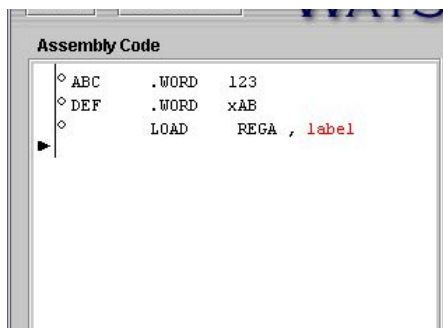 Assembly Code
ABC .WORD 123
DEF .WORD xAB
LOAD REGA , label